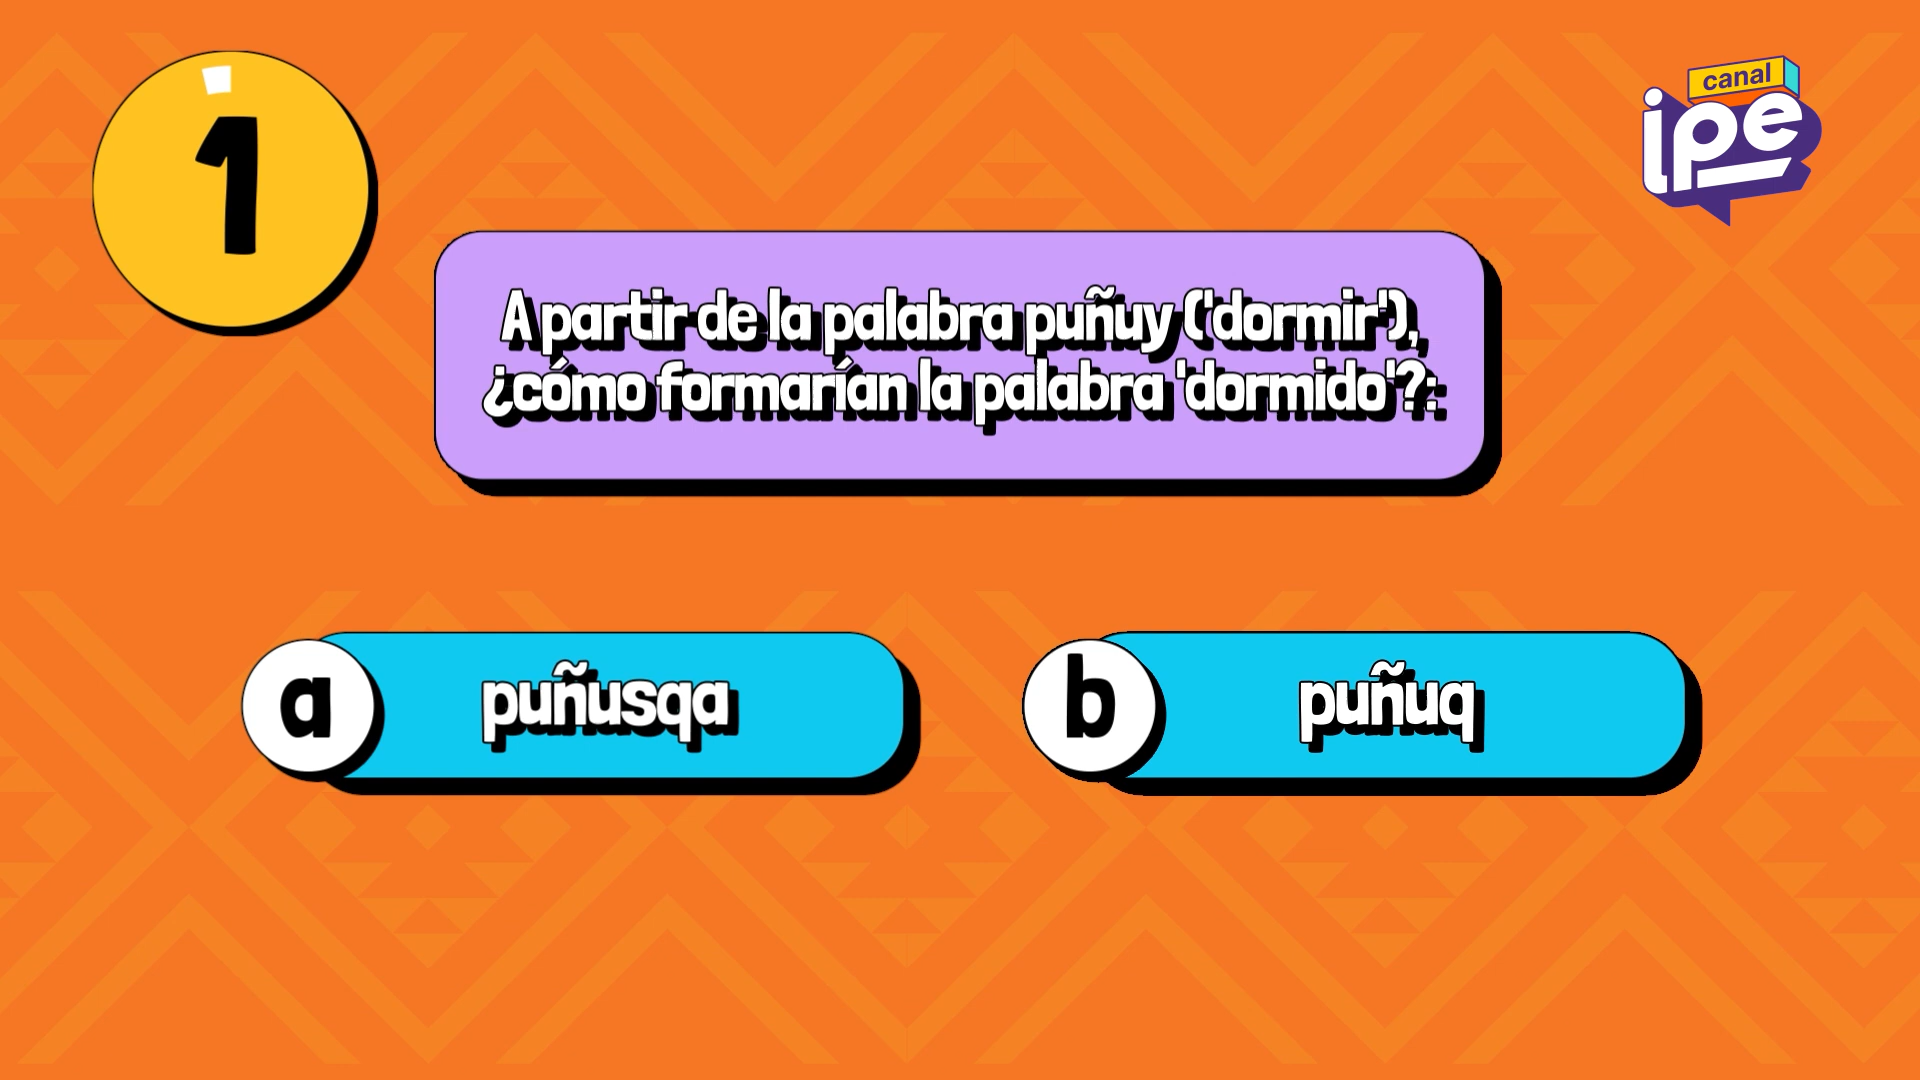 1
canal
ipe
A partir de la palabra puñuy ('dormir'),
¿cómo formarían la palabra 'dormido'?:
a puñusqa
b puñuq